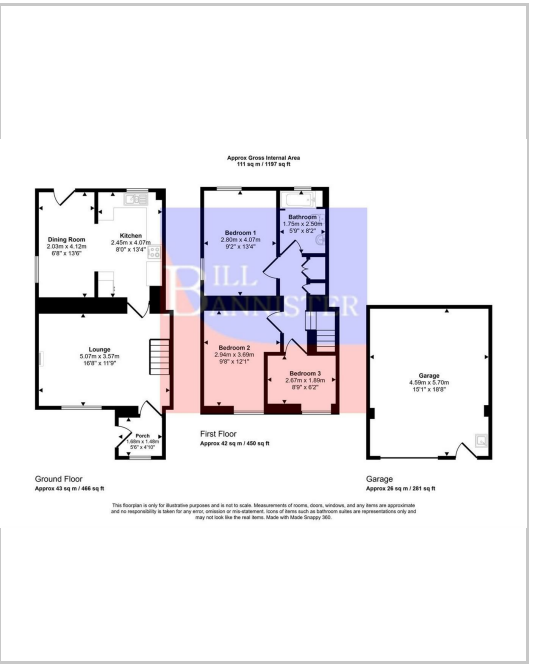 Approx Gross Internal Area
111 sq m / 1197 sq ft
Dining Room
2.03m x 4.12m
6'8" x 13'6"
Kitchen
2.45m x 4.07m
8'0" x 13'4"
Lounge
5.07m x 3.57m
16'8" x 11'9"
Porch
1.68m x 1.48m
5'6" x 4'10"
Ground Floor
Approx 43 sq m / 466 sq ft
Bedroom 1
2.80m x 4.07m
9'2" x 13'4"
Bathroom
1.75m x 2.50m
5'9" x 8'2"
BILL
BANNISTER
Bedroom 2
2.94m x 3.69m
9'8" x 12'1"
Bedroom 3
2.67m x 1.89m
8'9" x 6'2"
First Floor
Approx 42 sq m / 450 sq ft
Garage
4.59m x 5.70m
15'1" x 18'8"
Garage
Approx 26 sq m / 281 sq ft
This floorplan is only for illustrative purposes and is not to scale. Measurements of rooms, doors, windows, and any items are approximate
and no responsibility is taken for any error, omission or mis-statement. Icons of items such as bathroom suites are representations only and
may not look like the real items. Made with Made Snappy 360.